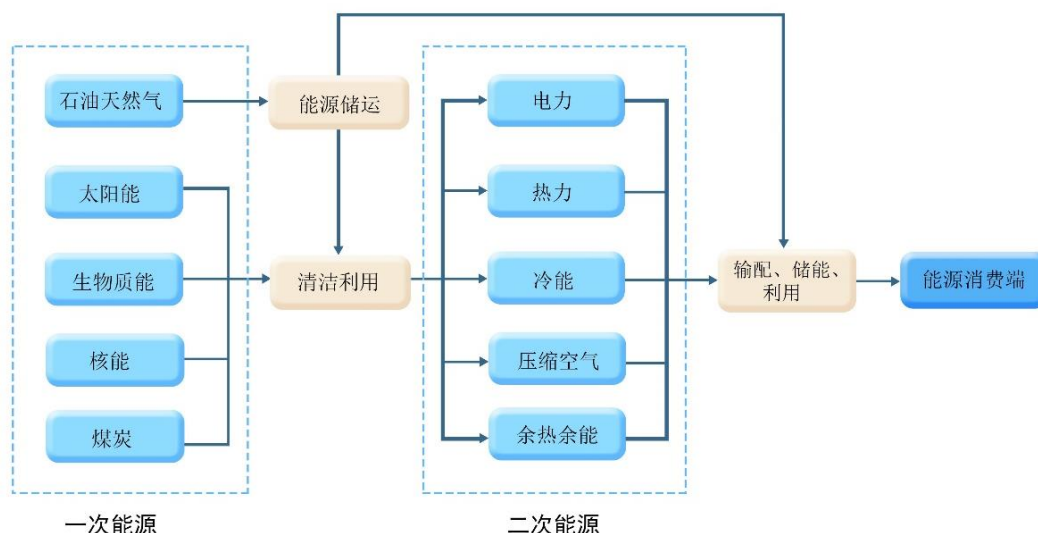 石油天然气
能源储运
电力
太阳能
热力
生物质能
清洁利用
冷能
输配、储能、
利用
能源消费端
核能
压缩空气
煤炭
余热余能
一次能源
二次能源